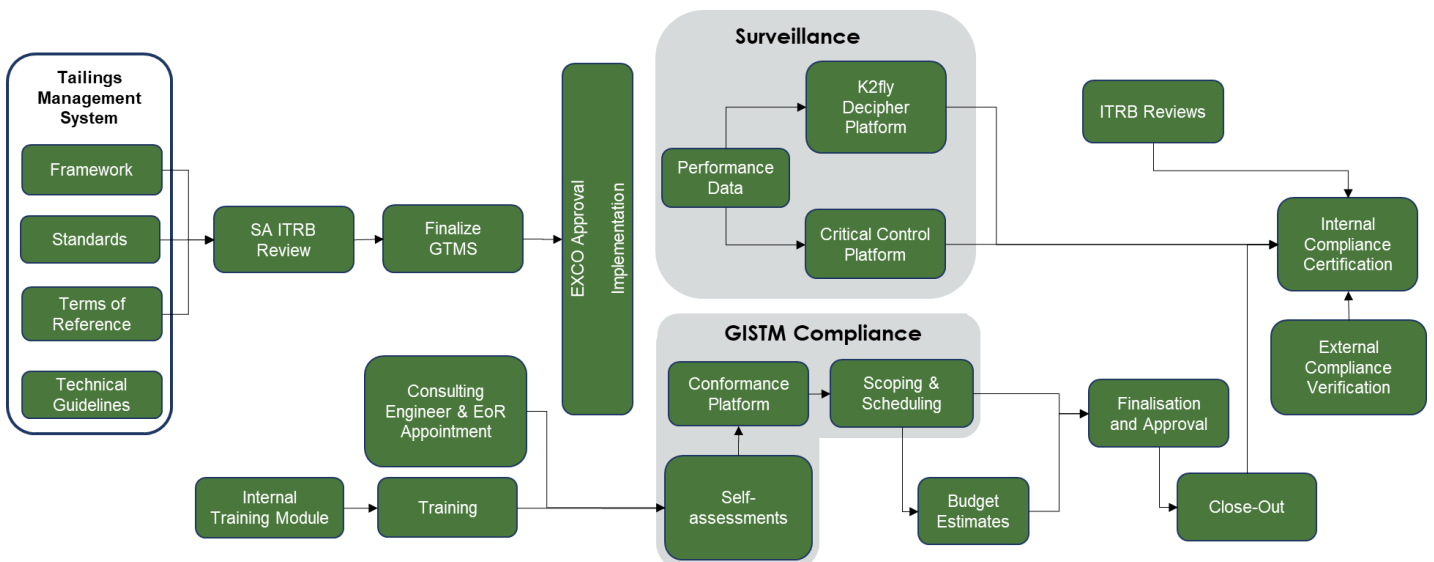 Tailings
Management
System
Framework
Standards
Terms of
Reference
Technical
Guidelines
SA ITRB
Review
Finalize
GTMS
EXCO Approval
Implementation
Consulting
Engineer & EoR
Appointment
Internal
Training Module
Training
Surveillance
Performance
Data
K2fly
Decipher
Platform
Critical Control
Platform
GISTM Compliance
Conformance
Platform
Scoping &
Scheduling
Self-
assessments
Budget
Estimates
Finalisation
and Approval
Close-Out
ITRB Reviews
Internal
Compliance
Certification
External
Compliance
Verification